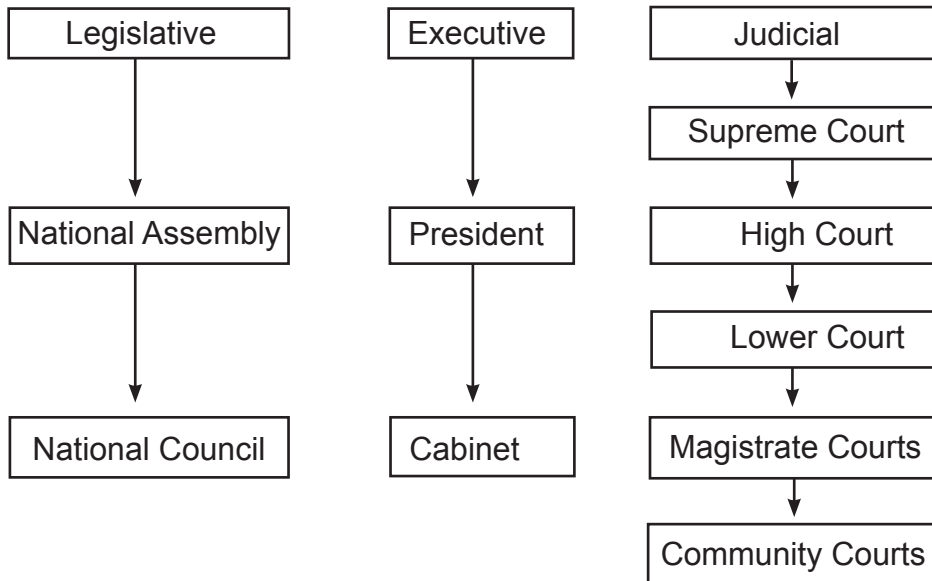 Legislative
National Assembly
National Council
Executive
President
Cabinet
Judicial
Supreme Court
High Court
Lower Court
Magistrate Courts
Community Courts